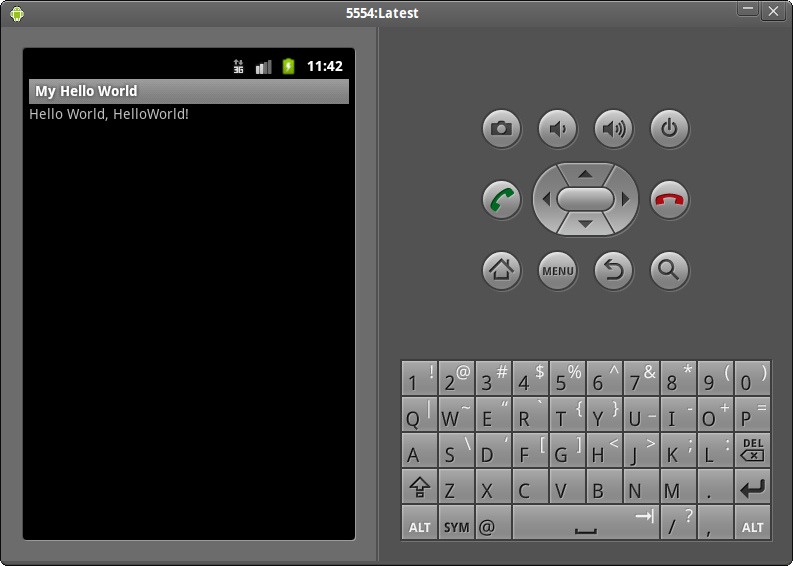 5554:Latest
3G 11:42
My Hello World
Hello World, HelloWorld!
MENU
1 ! 2 @ 3 # 4 $ 5 % 6 ^ 7 & 8 * 9 ( 0 )
Q | W ~ E “ R ` T { Y } U _ I - O + P =
A S \ D ‘ F [ G ] H < J > K ; L : DEL
Z X C V B N M .
ALT SYM @ / ? , ALT